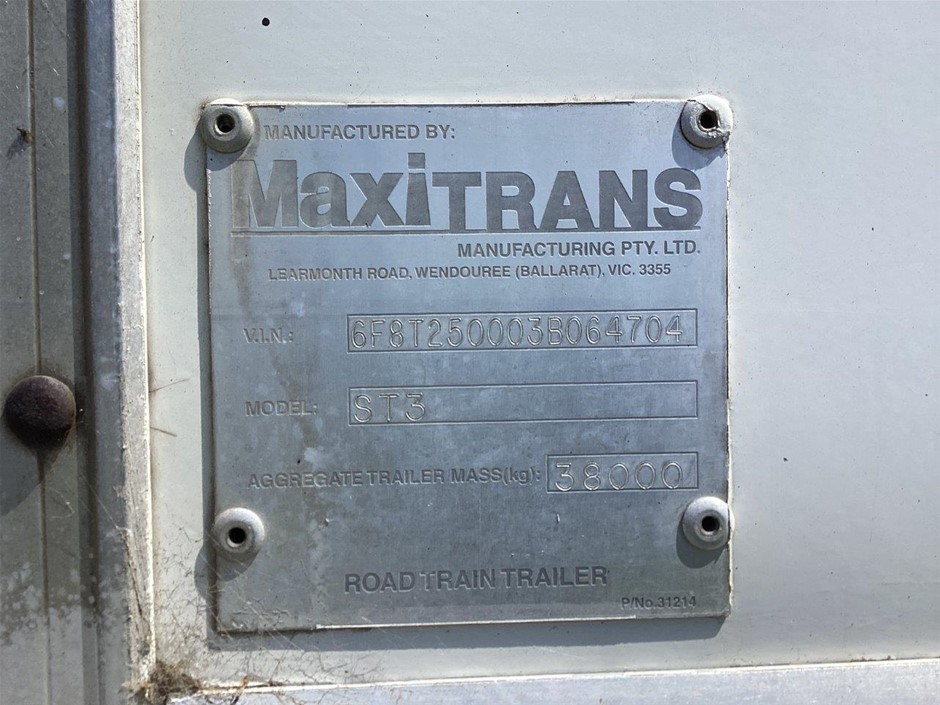 MANUFACTURED BY:
MaxiTRANS
MANUFACTURING PTY. LTD.
LEARMONTH ROAD, WENDOUREE (BALLARAT), VIC. 3355
V.I.N.: 6F8T250003B064704
MODEL: ST3
AGGREGATE TRAILER MASS(kg): 38000
ROAD TRAIN TRAILER
P/No.31214